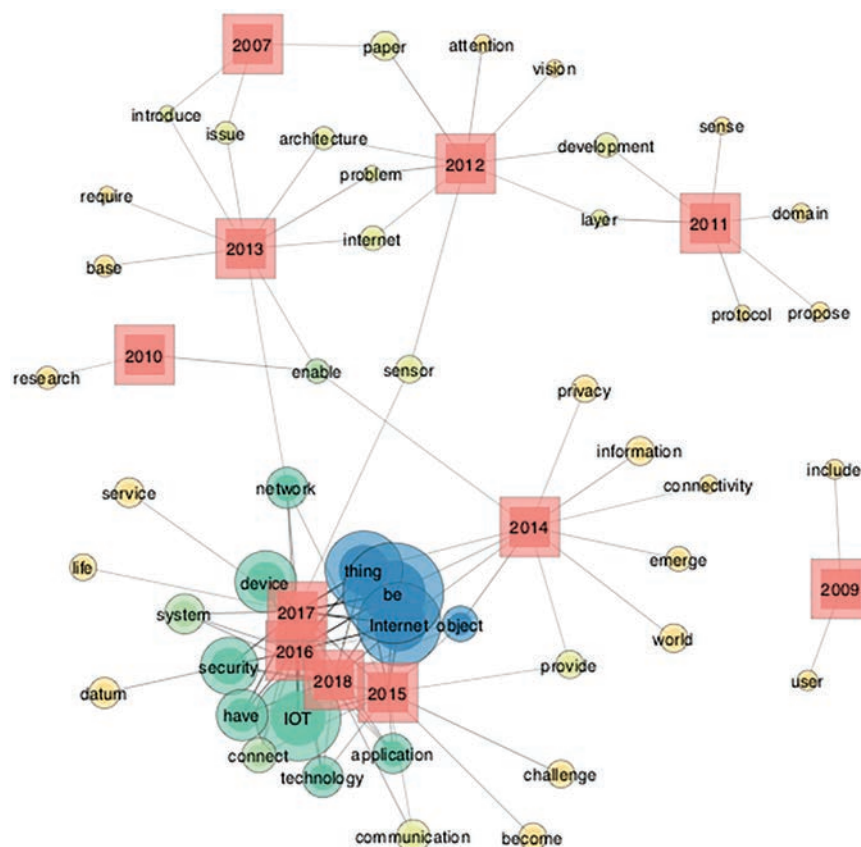 2007
paper
attention
vision
introduce
issue
architecture
problem
2012
development
sense
require
2013
internet
layer
2011
domain
base
protocol
propose
2010
research
enable
sensor
privacy
information
include
service
network
connectivity
2014
life
device
thing
be
emerge
2009
system
2017
Internet
object
world
2016
security
2018
2015
provide
user
datum
have
IOT
connect
technology
application
challenge
communication
become